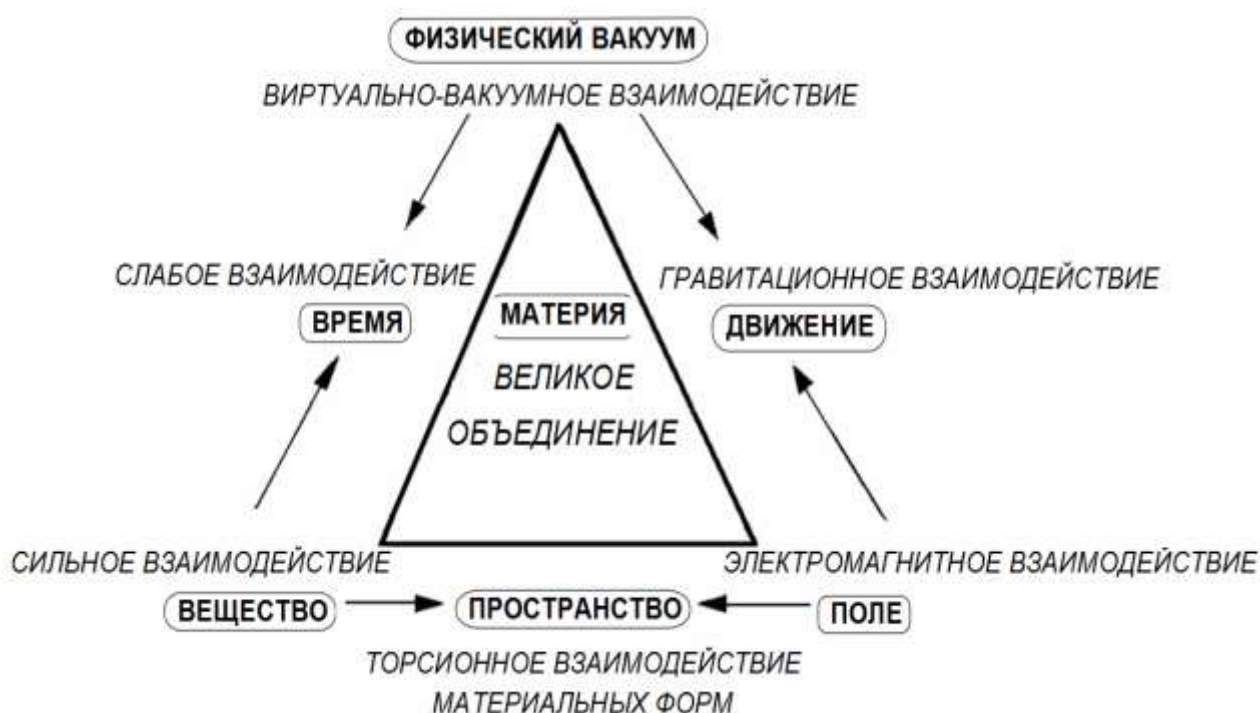 ФИЗИЧЕСКИЙ ВАКУУМ
ВИРТУАЛЬНО-ВАКУУМНОЕ ВЗАИМОДЕЙСТВИЕ
СЛАБОЕ ВЗАИМОДЕЙСТВИЕ
ВРЕМЯ
МАТЕРИЯ
ВЕЛИКОЕ
ОБЪЕДИНЕНИЕ
ГРАВИТАЦИОННОЕ ВЗАИМОДЕЙСТВИЕ
ДВИЖЕНИЕ
СИЛЬНОЕ ВЗАИМОДЕЙСТВИЕ
ВЕЩЕСТВО
ПРОСТРАНСТВО
ТОРСИОННОЕ ВЗАИМОДЕЙСТВИЕ
МАТЕРИАЛЬНЫХ ФОРМ
ЭЛЕКТРОМАГНИТНОЕ ВЗАИМОДЕЙСТВИЕ
ПОЛЕ